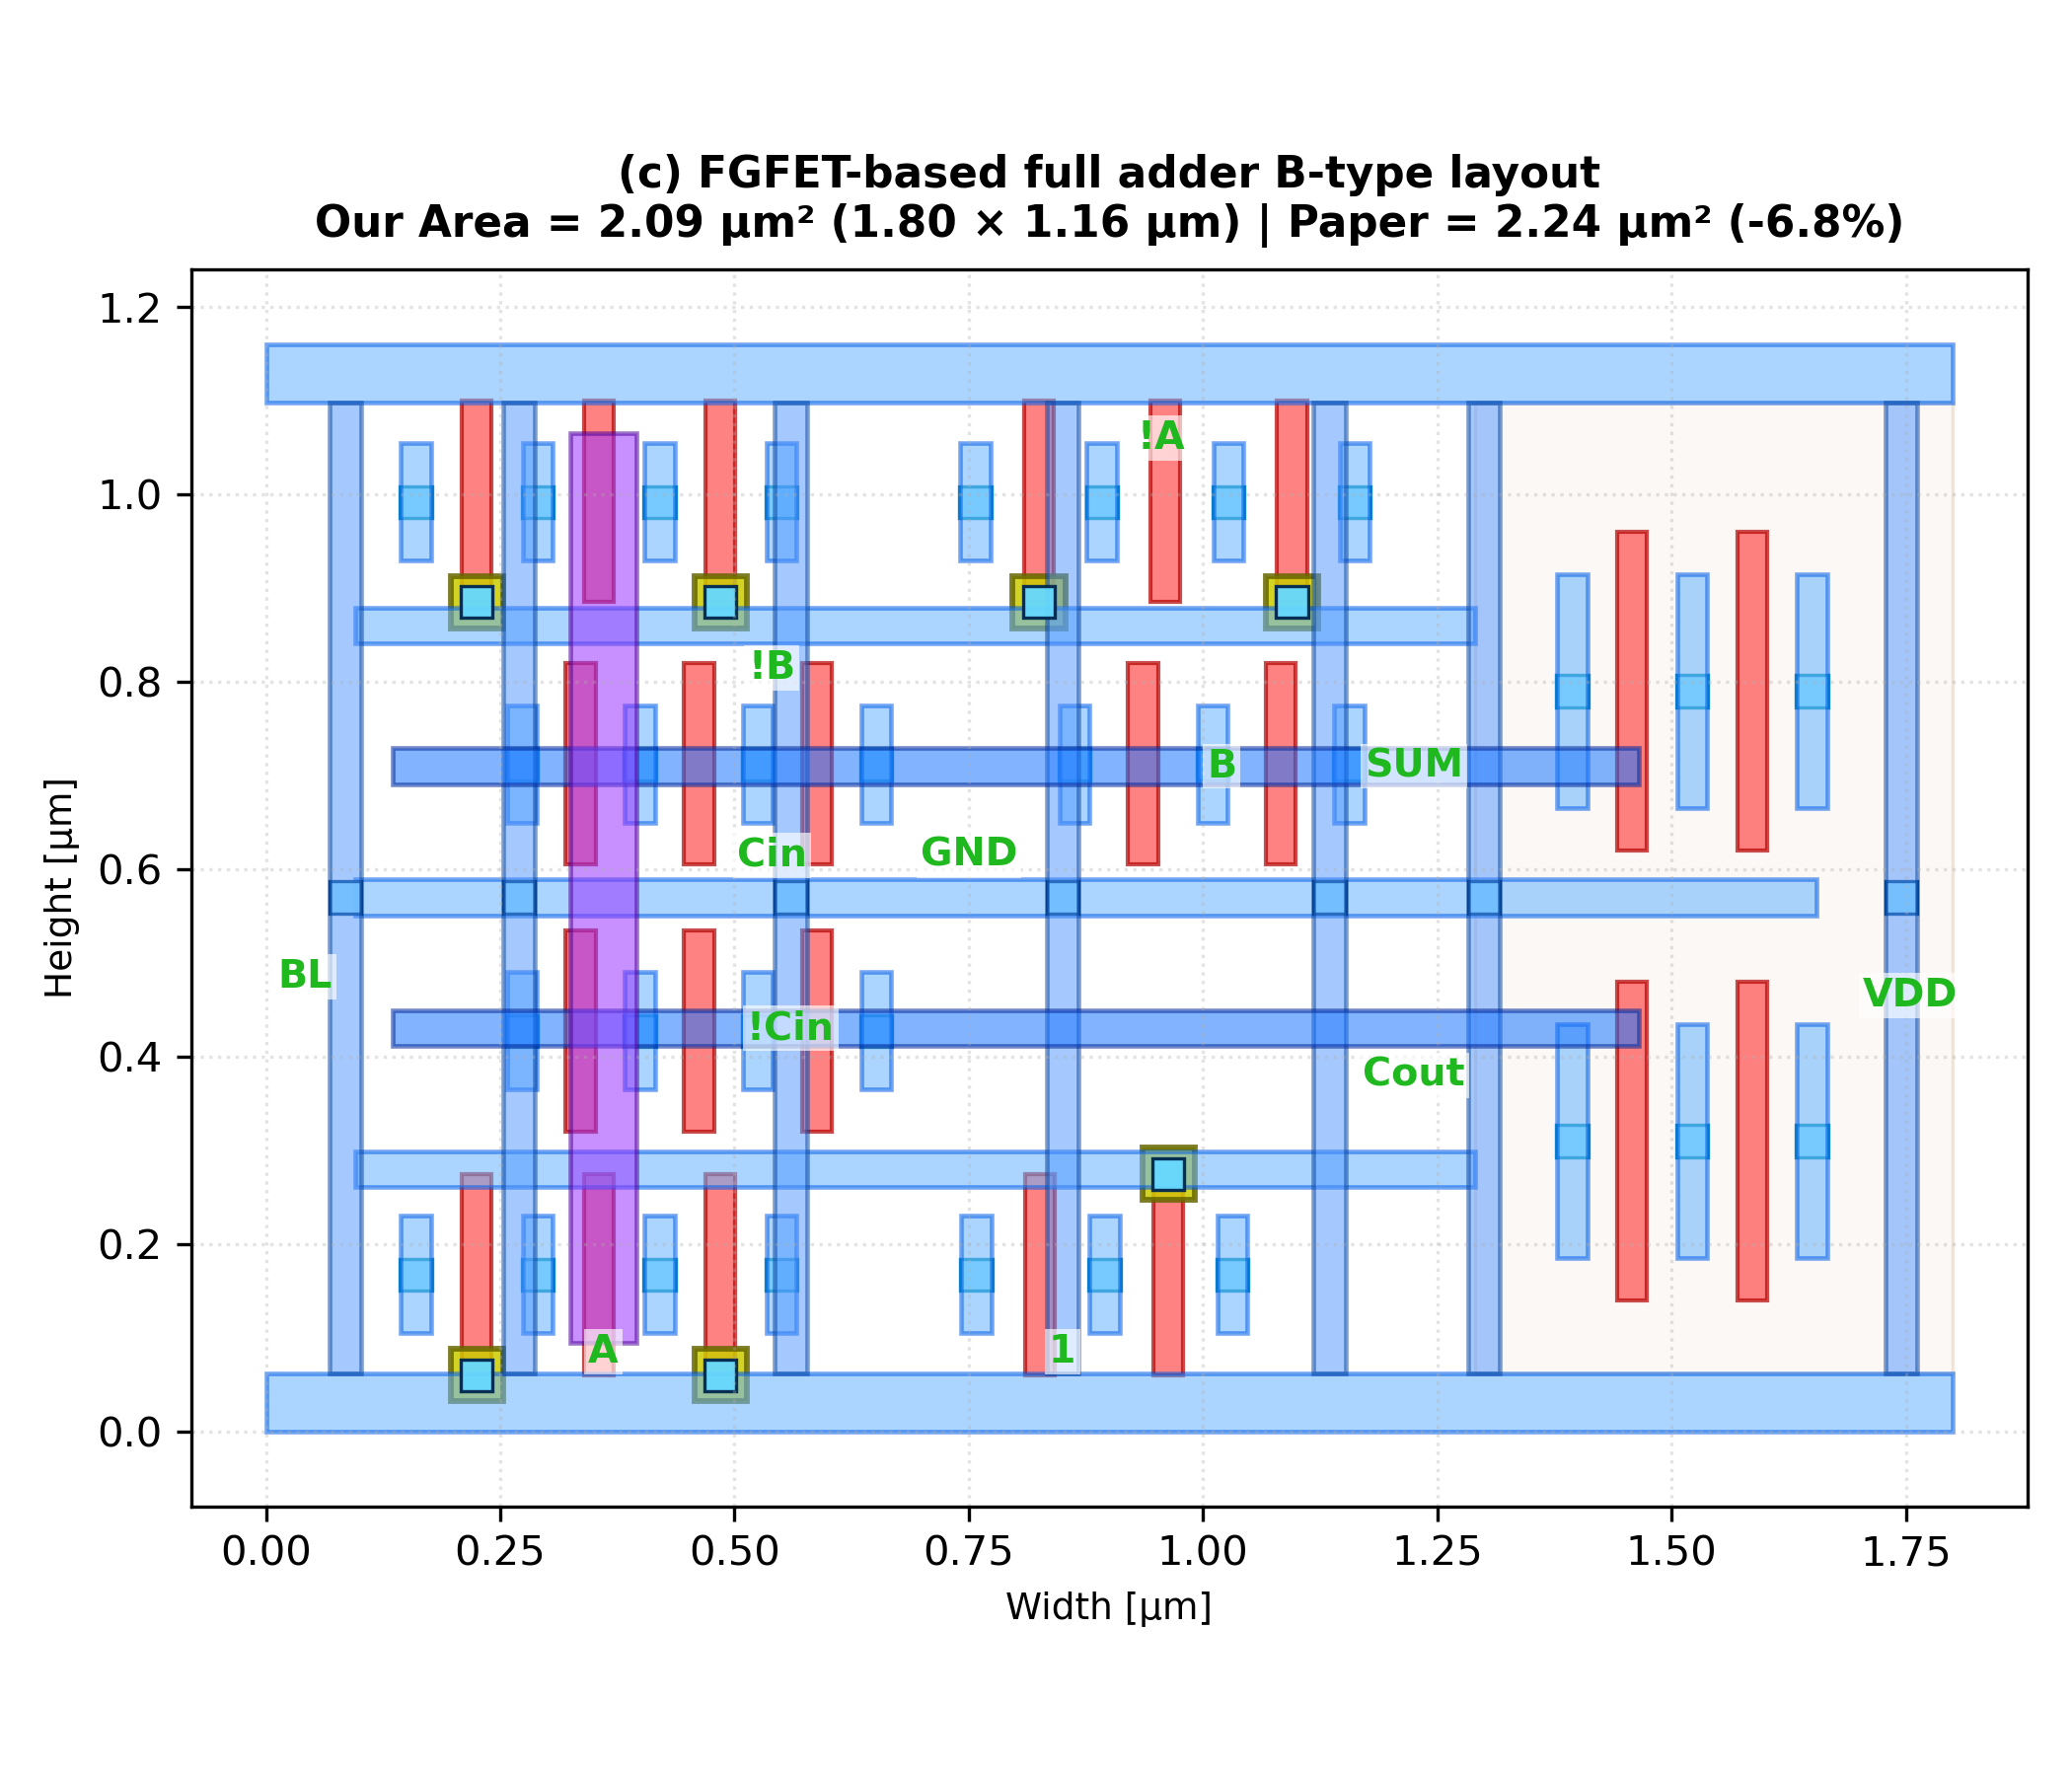 (c) FGFET-based full adder B-type layout
Our Area = 2.09 µm² (1.80 × 1.16 µm) | Paper = 2.24 µm² (-6.8%)
1.2
1.0
0.8
0.6
0.4
0.2
0.0
Height [µm]
!A
!B
B
SUM
Cin
GND
BL
VDD
!Cin
Cout
A
1
0.00
0.25
0.50
0.75
1.00
1.25
1.50
1.75
Width [µm]